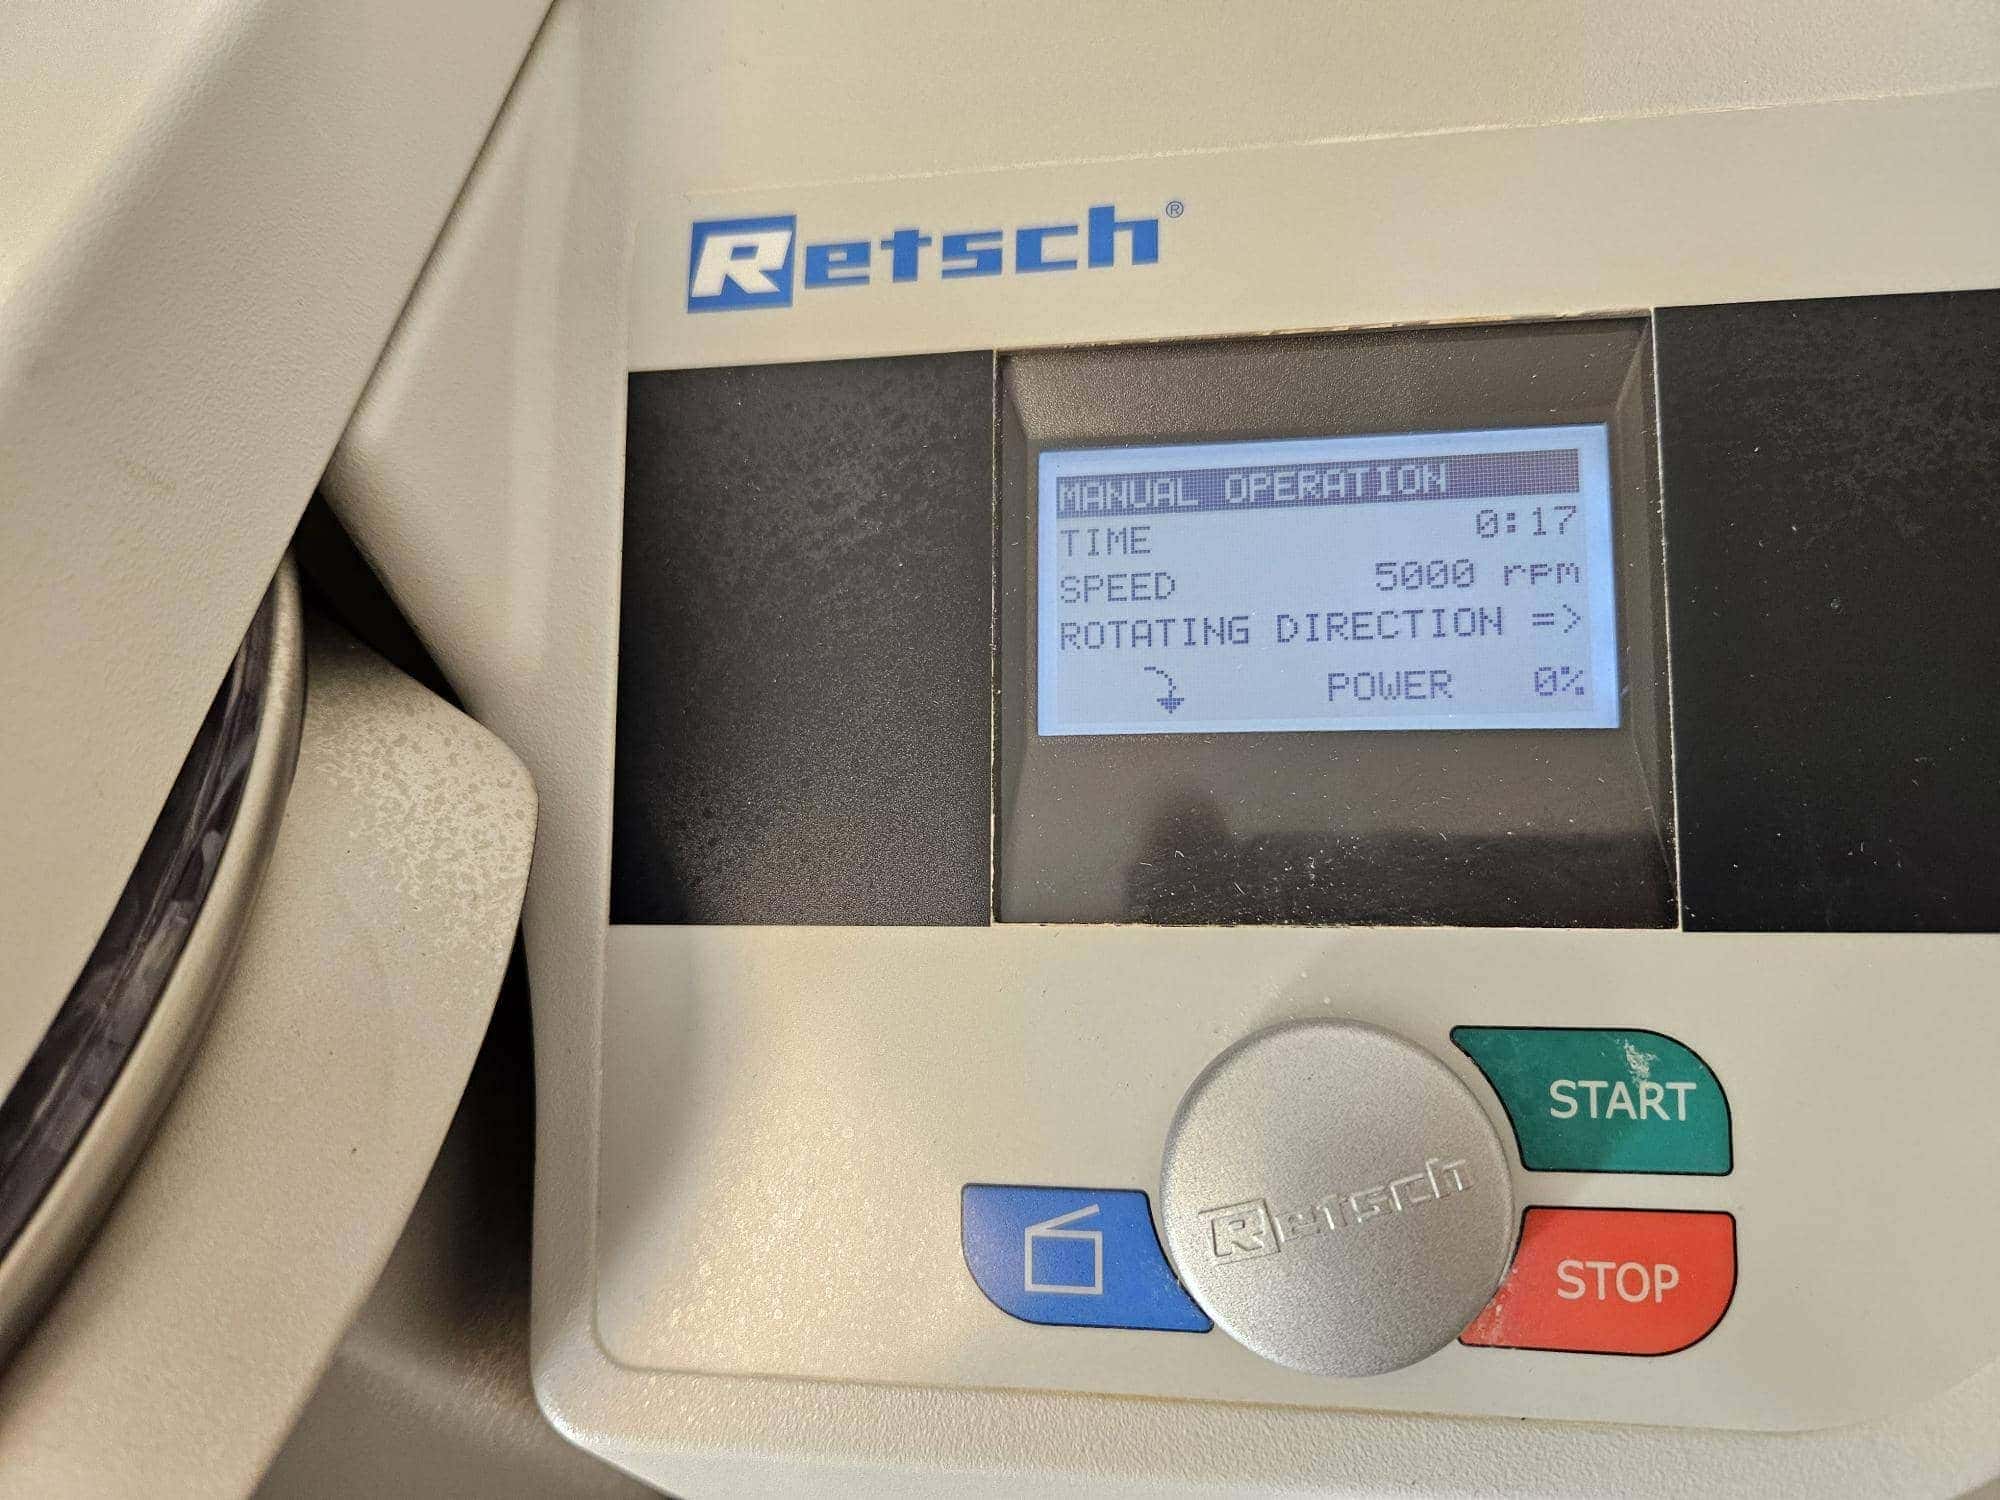 Retsch®
MANUAL OPERATION
TIME 0:17
SPEED 5000 rpm
ROTATING DIRECTION =>
POWER 0%
START
Retsch
STOP